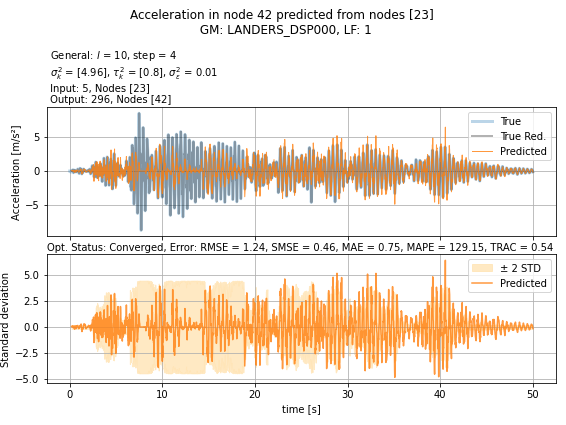 Acceleration in node 42 predicted from nodes [23]
GM: LANDERS_DSP000, LF: 1
General: l = 10, step = 4
σ²ₖ = [4.96], τ²ₖ = [0.8], σ²ε = 0.01
Input: 5, Nodes [23]
Output: 296, Nodes [42]
Acceleration [m/s²]
5
0
−5
True
True Red.
Predicted
Opt. Status: Converged, Error: RMSE = 1.24, SMSE = 0.46, MAE = 0.75, MAPE = 129.15, TRAC = 0.54
Standard deviation
5.0
2.5
0.0
−2.5
−5.0
± 2 STD
Predicted
0 10 20 30 40 50
time [s]